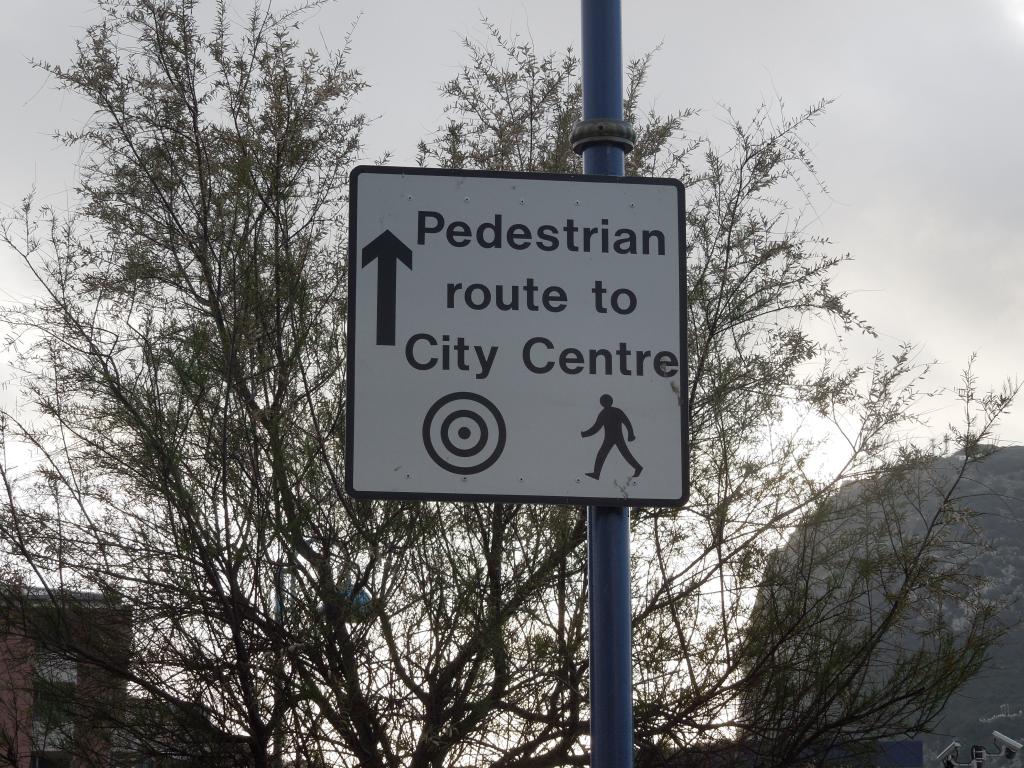 Pedestrian
route to
City Centre